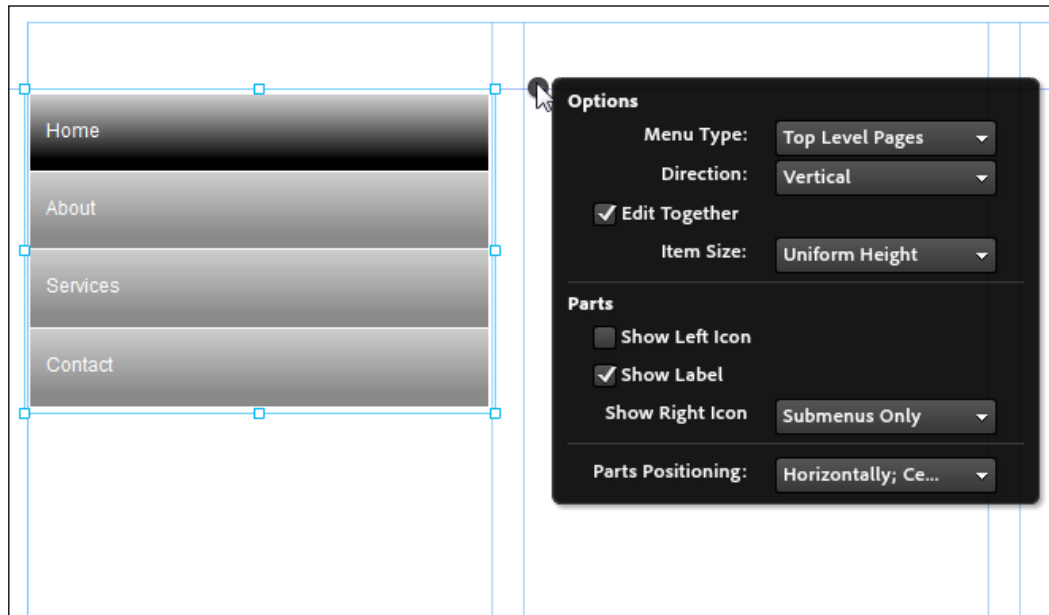 Home
About
Services
Contact
Options
Menu Type: Top Level Pages
Direction: Vertical
Edit Together
Item Size: Uniform Height
Parts
Show Left Icon
Show Label
Show Right Icon Submenus Only
Parts Positioning: Horizontally; Ce...